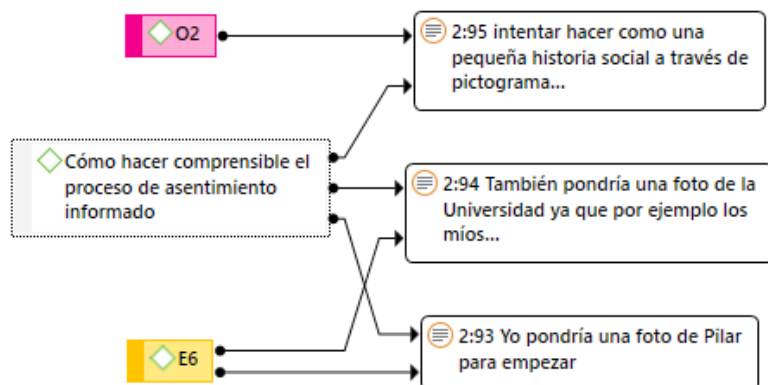 O2
2:95 intentar hacer como una
pequeña historia social a través de
pictograma...
Cómo hacer comprensible el
proceso de asentimiento
informado
2:94 También pondría una foto de la
Universidad ya que por ejemplo los
míos...
E6
2:93 Yo pondría una foto de Pilar
para empezar